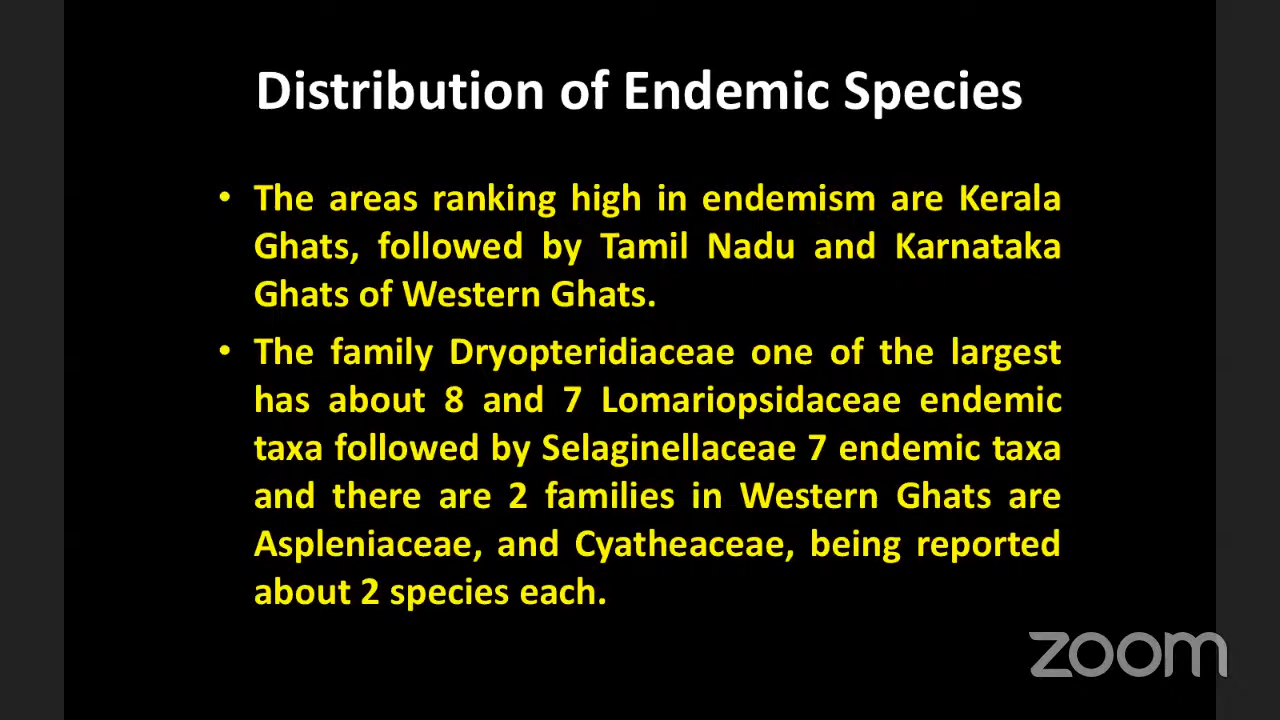 Distribution of Endemic Species
• The areas ranking high in endemism are Kerala
Ghats, followed by Tamil Nadu and Karnataka
Ghats of Western Ghats.
• The family Dryopteridiaceae one of the largest
has about 8 and 7 Lomariopsidaceae endemic
taxa followed by Selaginellaceae 7 endemic taxa
and there are 2 families in Western Ghats are
Aspleniaceae, and Cyatheaceae, being reported
about 2 species each.
zoom